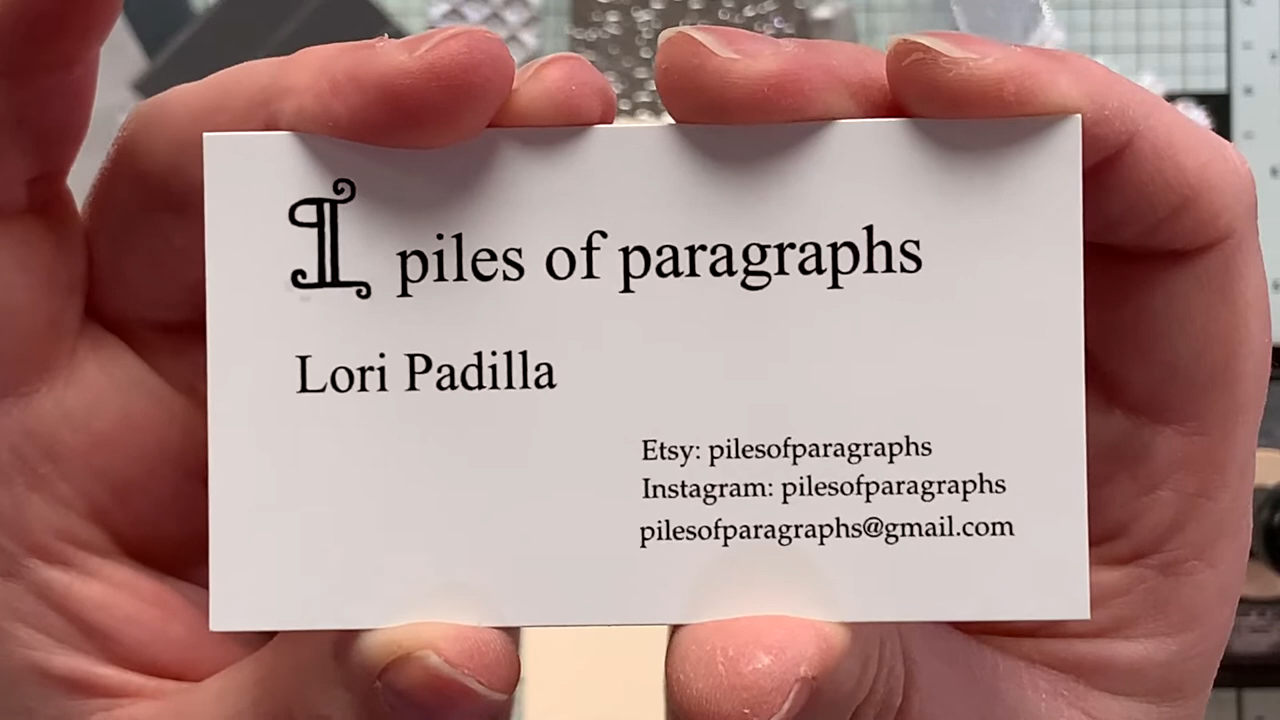 piles of paragraphs
Lori Padilla
Etsy: pilesofparagraphs
Instagram: pilesofparagraphs
pilesofparagraphs@gmail.com